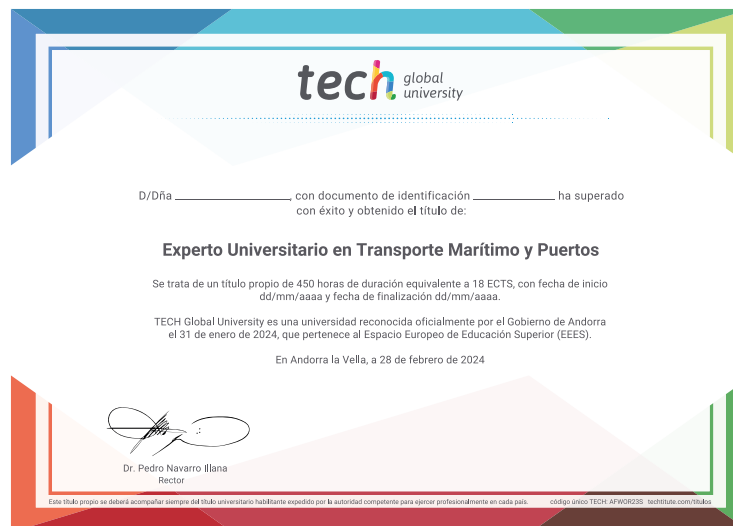 tech global university
D/Dña ______________, con documento de identificación ______________ ha superado
con éxito y obtenido el título de:
Experto Universitario en Transporte Marítimo y Puertos
Se trata de un título propio de 450 horas de duración equivalente a 18 ECTS, con fecha de inicio
dd/mm/aaaa y fecha de finalización dd/mm/aaaa.
TECH Global University es una universidad reconocida oficialmente por el Gobierno de Andorra
el 31 de enero de 2024, que pertenece al Espacio Europeo de Educación Superior (EEES).
En Andorra la Vella, a 28 de febrero de 2024
Dr. Pedro Navarro Illana
Rector
Este título propio se deberá acompañar siempre del título universitario habilitante expedido por la autoridad competente para ejercer profesionalmente en cada país. código único TECH: AFWOR23S techtitute.com/titulos